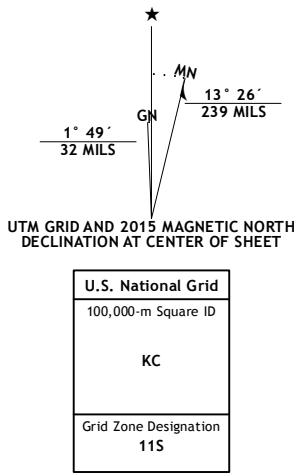 MN
GN
13° 26´
239 MILS
1° 49´
32 MILS
UTM GRID AND 2015 MAGNETIC NORTH
DECLINATION AT CENTER OF SHEET
U.S. National Grid
100,000-m Square ID
KC
Grid Zone Designation
11S